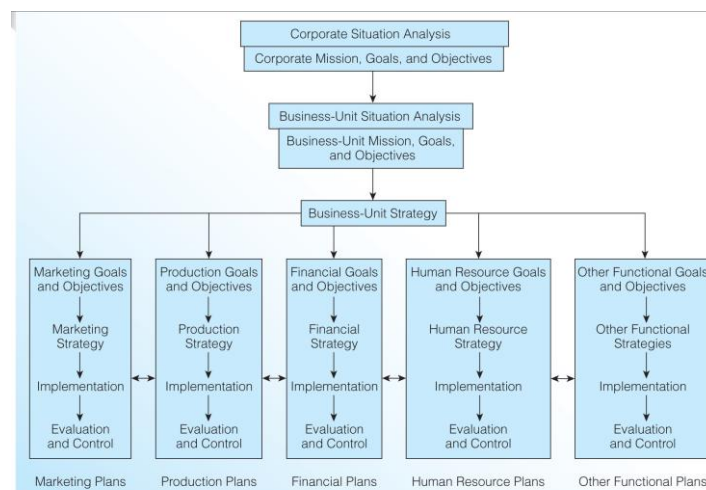 Corporate Situation Analysis
Corporate Mission, Goals, and Objectives
Business-Unit Situation Analysis
Business-Unit Mission, Goals,
and Objectives
Business-Unit Strategy
Marketing Goals
and Objectives
Marketing
Strategy
Implementation
Evaluation
and Control
Marketing Plans
Production Goals
and Objectives
Production
Strategy
Implementation
Evaluation
and Control
Production Plans
Financial Goals
and Objectives
Financial
Strategy
Implementation
Evaluation
and Control
Financial Plans
Human Resource Goals
and Objectives
Human Resource
Strategy
Implementation
Evaluation
and Control
Human Resource Plans
Other Functional Goals
and Objectives
Other Functional
Strategies
Implementation
Evaluation
and Control
Other Functional Plans